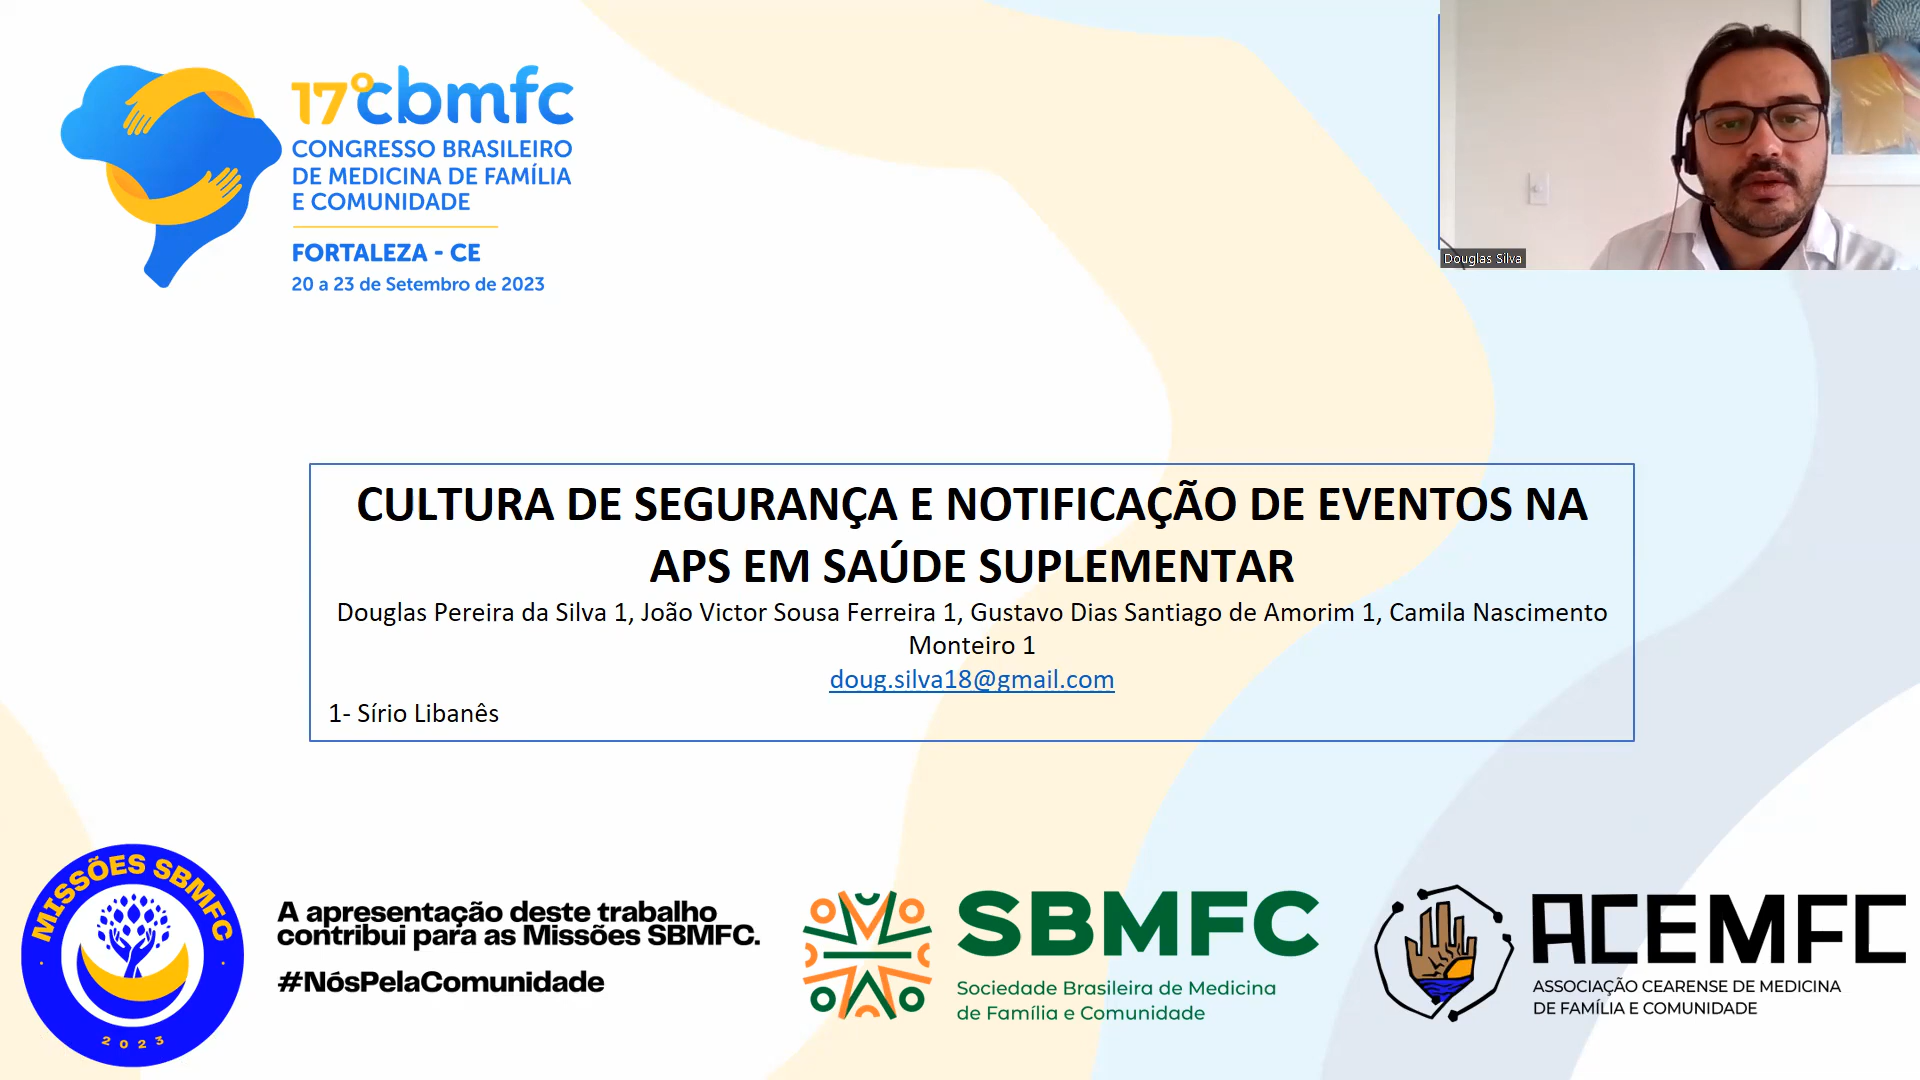 17º cbmfc
CONGRESSO BRASILEIRO
DE MEDICINA DE FAMÍLIA
E COMUNIDADE
FORTALEZA - CE
20 a 23 de Setembro de 2023
Douglas Silva
CULTURA DE SEGURANÇA E NOTIFICAÇÃO DE EVENTOS NA
APS EM SAÚDE SUPLEMENTAR
Douglas Pereira da Silva 1, João Victor Sousa Ferreira 1, Gustavo Dias Santiago de Amorim 1, Camila Nascimento
Monteiro 1
doug.silva18@gmail.com
1- Sírio Libanês
MISSÕES SBMFC
2023
A apresentação deste trabalho
contribui para as Missões SBMFC.
#NósPelaComunidade
SBMFC
Sociedade Brasileira de Medicina
de Família e Comunidade
ACEMFC
ASSOCIAÇÃO CEARENSE DE MEDICINA
DE FAMÍLIA E COMUNIDADE